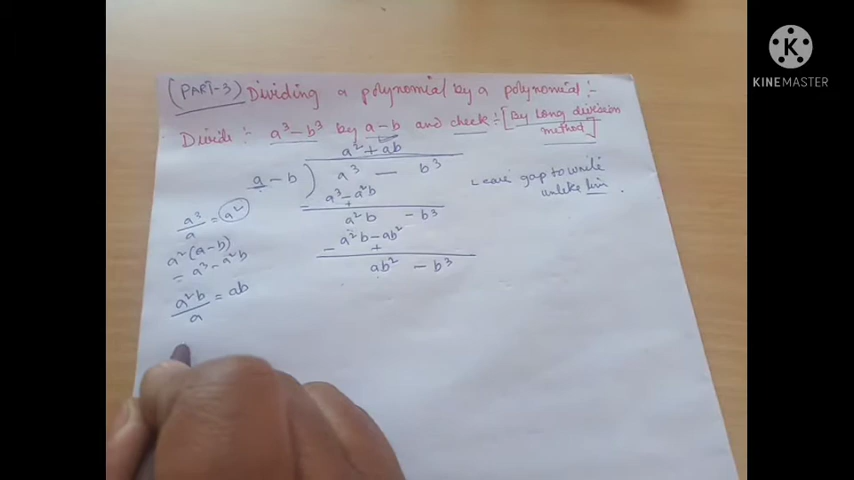 (PART-3) Dividing a polynomial by a polynomial :-
Divide :- a³-b³ by a-b and check :- [By Long division
method]
a²+ab
a-b) a³ - b³
a³-a²b
- +
a²b -b³
a²b-ab²
- +
ab² -b³
Leave gap to write
unlike
a³/a = a²
a²(a-b)
= a³-a²b
a²b/a = ab
K
KINEMASTER